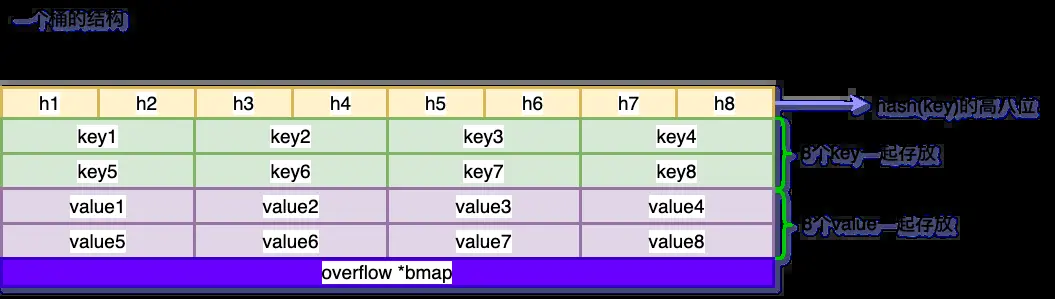 一个桶的结构
h1 h2 h3 h4 h5 h6 h7 h8 hash(key)的高八位
key1 key2 key3 key4
8个key一起存放
key5 key6 key7 key8
value1 value2 value3 value4
8个value一起存放
value5 value6 value7 value8
overflow *bmap